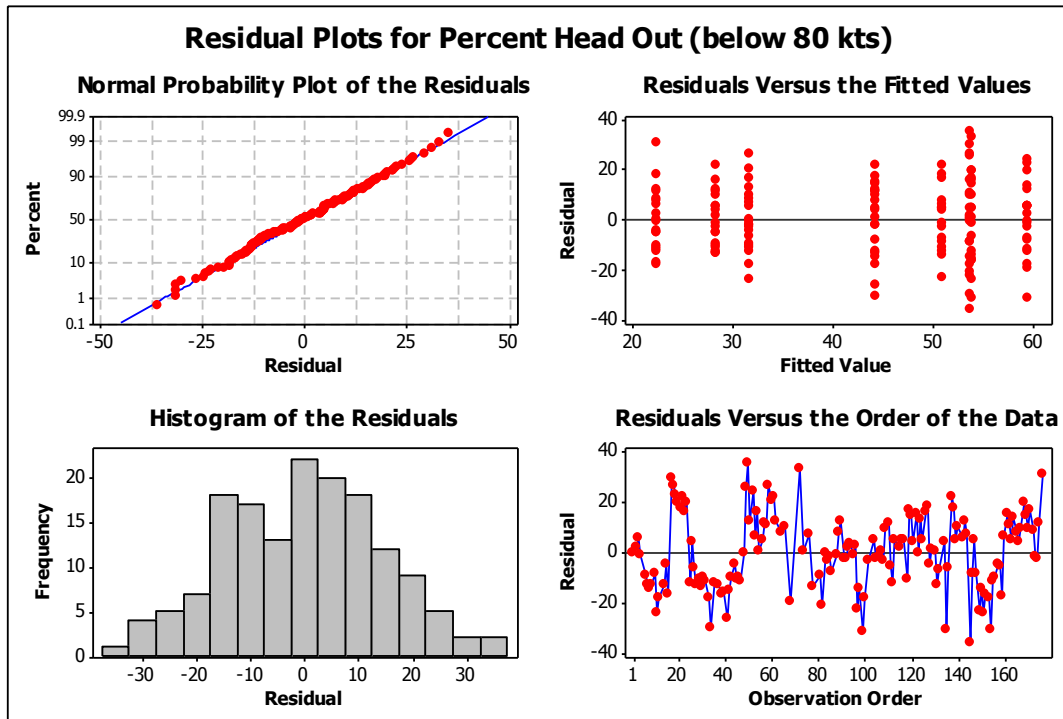 Residual Plots for Percent Head Out (below 80 kts)
Normal Probability Plot of the Residuals
99.9
99
90
50
10
1
0.1
Percent
-50 -25 0 25 50
Residual
Residuals Versus the Fitted Values
40
20
0
-20
-40
Residual
20 30 40 50 60
Fitted Value
Histogram of the Residuals
20
15
10
5
0
Frequency
-30 -20 -10 0 10 20 30
Residual
Residuals Versus the Order of the Data
40
20
0
-20
-40
Residual
1 20 40 60 80 100 120 140 160
Observation Order